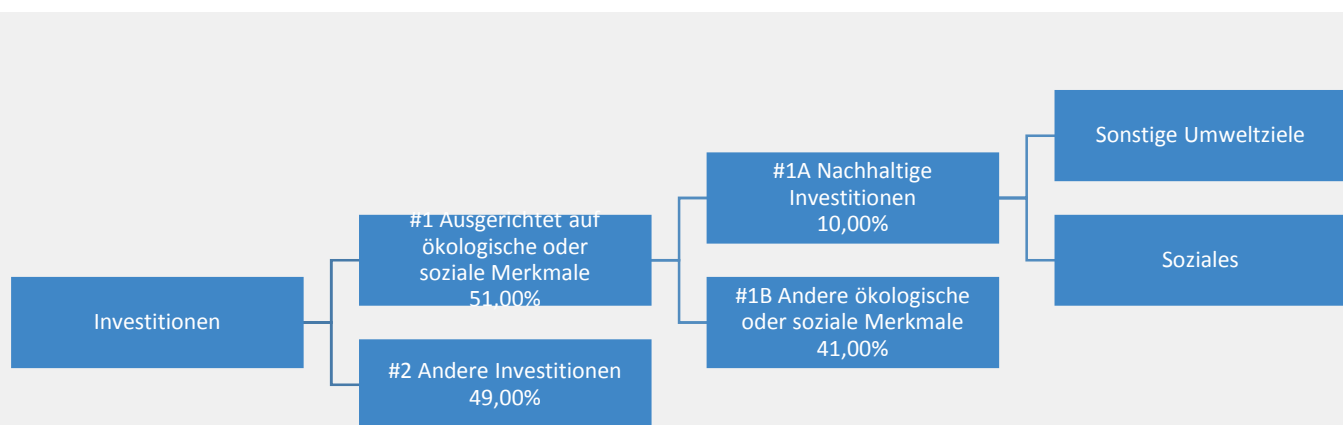 Investitionen
#1 Ausgerichtet auf
ökologische oder
soziale Merkmale
51,00%
#2 Andere Investitionen
49,00%
#1A Nachhaltige
Investitionen
10,00%
#1B Andere ökologische
oder soziale Merkmale
41,00%
Sonstige Umweltziele
Soziales